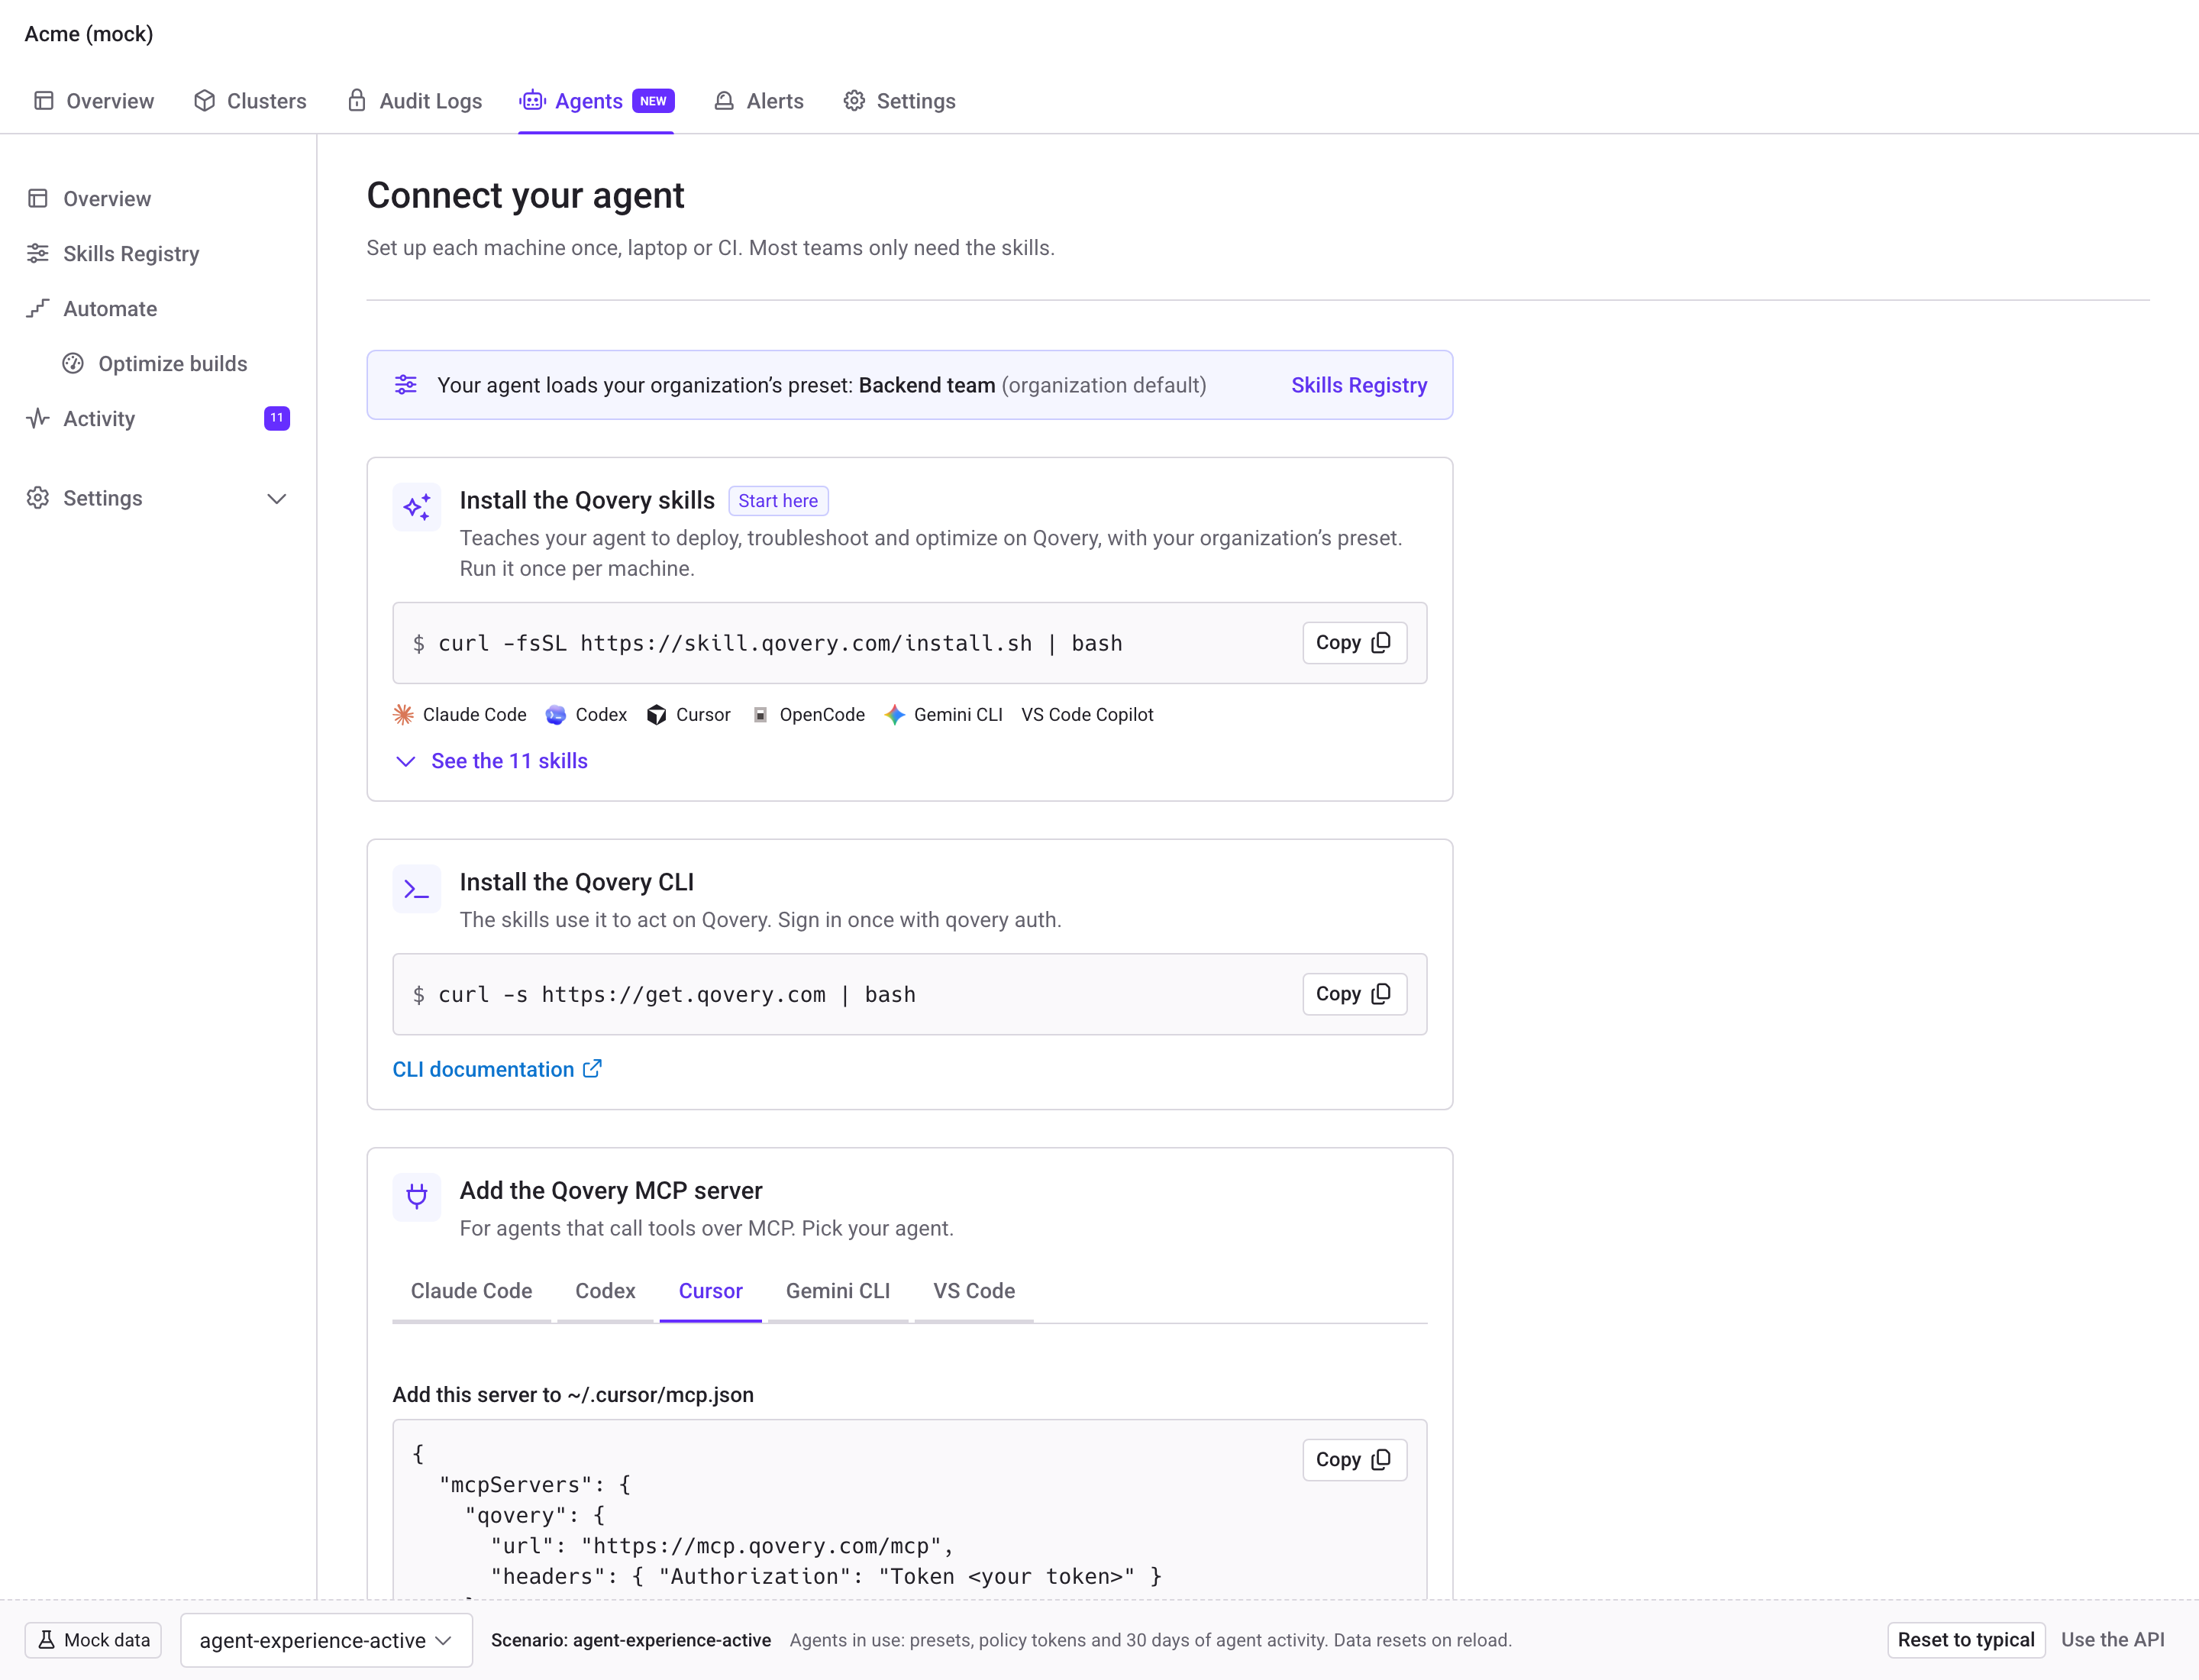 Acme (mock)
Overview
Clusters
Audit Logs
Agents NEW
Alerts
Settings
Overview
Skills Registry
Automate
Optimize builds
Activity 11
Settings
Connect your agent
Set up each machine once, laptop or CI. Most teams only need the skills.
Your agent loads your organization’s preset: Backend team (organization default)
Skills Registry
Install the Qovery skills Start here
Teaches your agent to deploy, troubleshoot and optimize on Qovery, with your organization’s preset.
Run it once per machine.
$ curl -fsSL https://skill.qovery.com/install.sh | bash
Copy
Claude Code Codex Cursor OpenCode Gemini CLI VS Code Copilot
See the 11 skills
Install the Qovery CLI
The skills use it to act on Qovery. Sign in once with qovery auth.
$ curl -s https://get.qovery.com | bash
Copy
CLI documentation
Add the Qovery MCP server
For agents that call tools over MCP. Pick your agent.
Claude Code Codex Cursor Gemini CLI VS Code
Add this server to ~/.cursor/mcp.json
Copy
{
"mcpServers": {
"qovery": {
"url": "https://mcp.qovery.com/mcp",
"headers": { "Authorization": "Token <your token>" }
Mock data
agent-experience-active
Scenario: agent-experience-active Agents in use: presets, policy tokens and 30 days of agent activity. Data resets on reload.
Reset to typical
Use the API